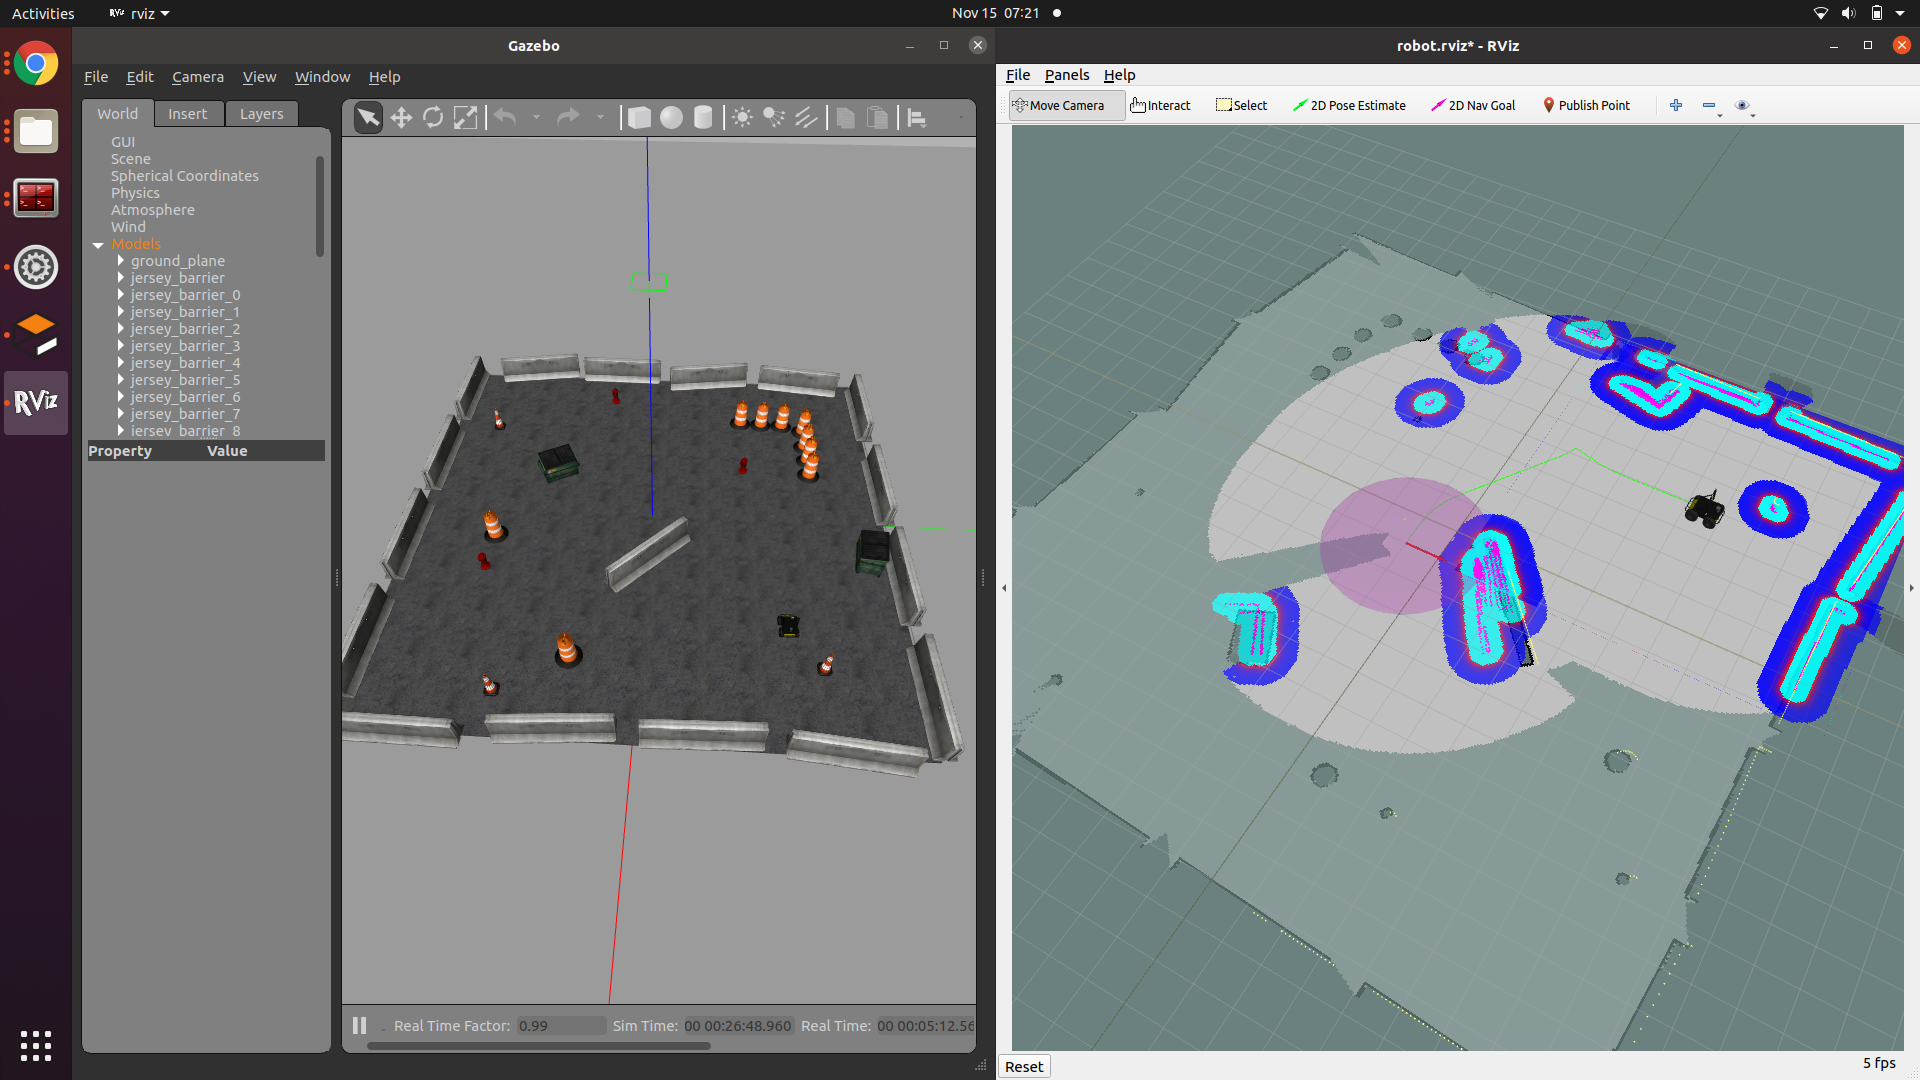 Activities
RViz rviz
Nov 15 07:21
Gazebo
File Edit Camera View Window Help
World Insert Layers
GUI
Scene
Spherical Coordinates
Physics
Atmosphere
Wind
Models
ground_plane
jersey_barrier
jersey_barrier_0
jersey_barrier_1
jersey_barrier_2
jersey_barrier_3
jersey_barrier_4
jersey_barrier_5
jersey_barrier_6
jersey_barrier_7
jersey_barrier_8
Property Value
RViz
Real Time Factor: 0.99 Sim Time: 00 00:26:48.960 Real Time: 00 00:05:12.56
robot.rviz* - RViz
File Panels Help
Move Camera Interact Select 2D Pose Estimate 2D Nav Goal Publish Point
Reset
5 fps